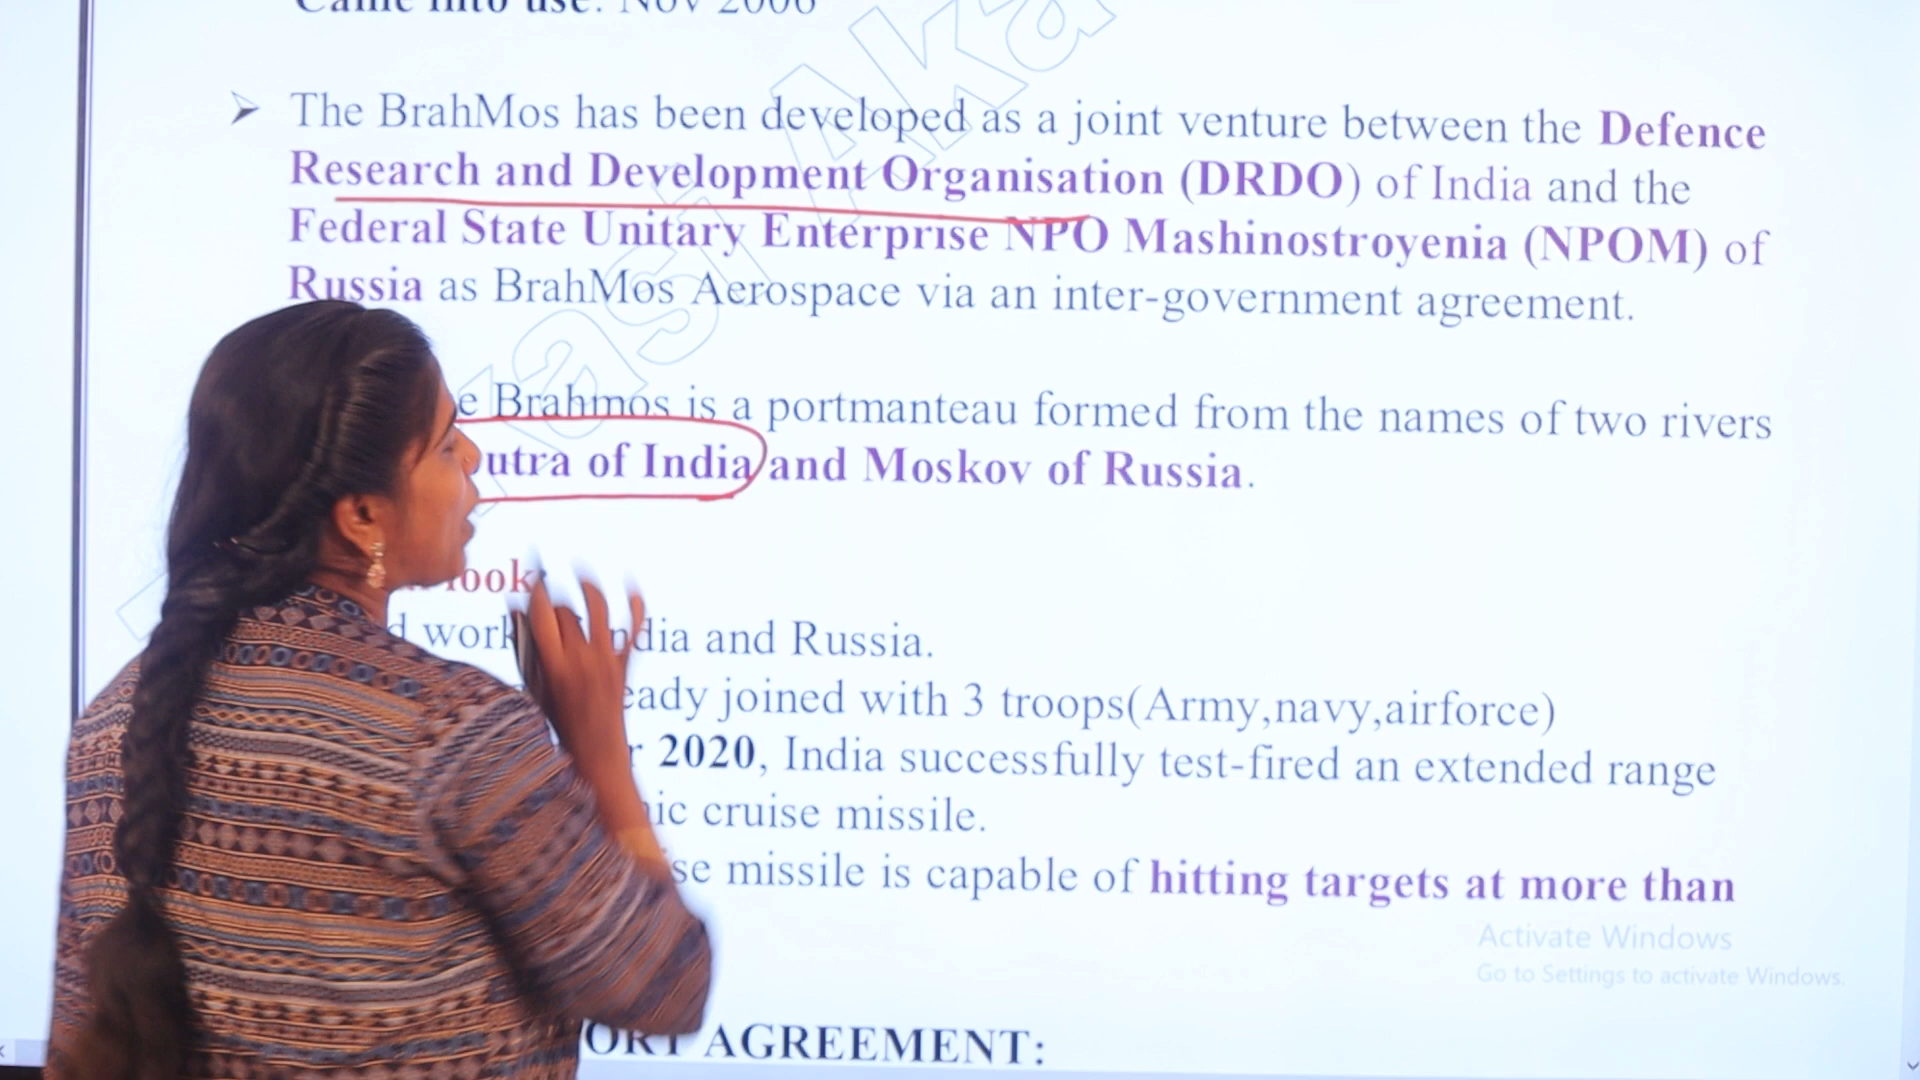 Came into use: Nov 2006
➢ The BrahMos has been developed as a joint venture between the Defence
Research and Development Organisation (DRDO) of India and the
Federal State Unitary Enterprise NPO Mashinostroyenia (NPOM) of
Russia as BrahMos Aerospace via an inter-government agreement.
Brahmos is a portmanteau formed from the names of two rivers
utra of India and Moskov of Russia.
look
work India and Russia.
eady joined with 3 troops(Army,navy,airforce)
2020, India successfully test-fired an extended range
ic cruise missile.
se missile is capable of hitting targets at more than
Activate Windows
Go to Settings to activate Windows.
ORT AGREEMENT: